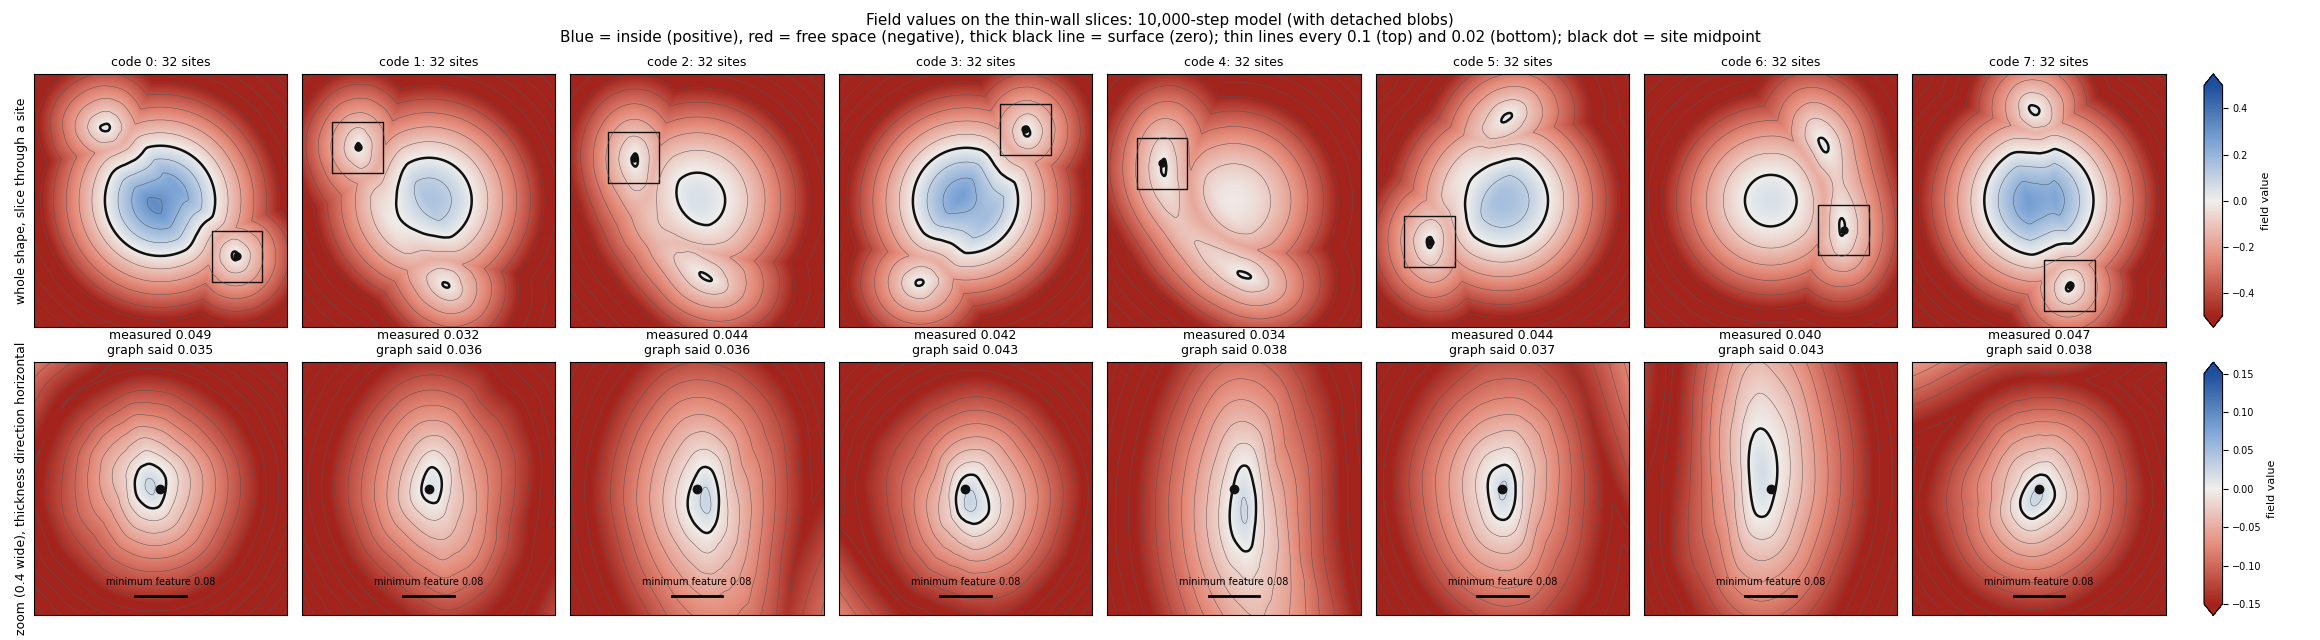 Field values on the thin-wall slices: 10,000-step model (with detached blobs)
Blue = inside (positive), red = free space (negative), thick black line = surface (zero); thin lines every 0.1 (top) and 0.02 (bottom); black dot = site midpoint
code 0: 32 sites
code 1: 32 sites
code 2: 32 sites
code 3: 32 sites
code 4: 32 sites
code 5: 32 sites
code 6: 32 sites
code 7: 32 sites
whole shape, slice through a site
0.4
0.2
0.0
−0.2
−0.4
field value
measured 0.049
graph said 0.035
measured 0.032
graph said 0.036
measured 0.044
graph said 0.036
measured 0.042
graph said 0.043
measured 0.034
graph said 0.038
measured 0.044
graph said 0.037
measured 0.040
graph said 0.043
measured 0.047
graph said 0.038
zoom (0.4 wide), thickness direction horizontal
minimum feature 0.08
minimum feature 0.08
minimum feature 0.08
minimum feature 0.08
minimum feature 0.08
minimum feature 0.08
minimum feature 0.08
minimum feature 0.08
0.15
0.10
0.05
0.00
−0.05
−0.10
−0.15
field value